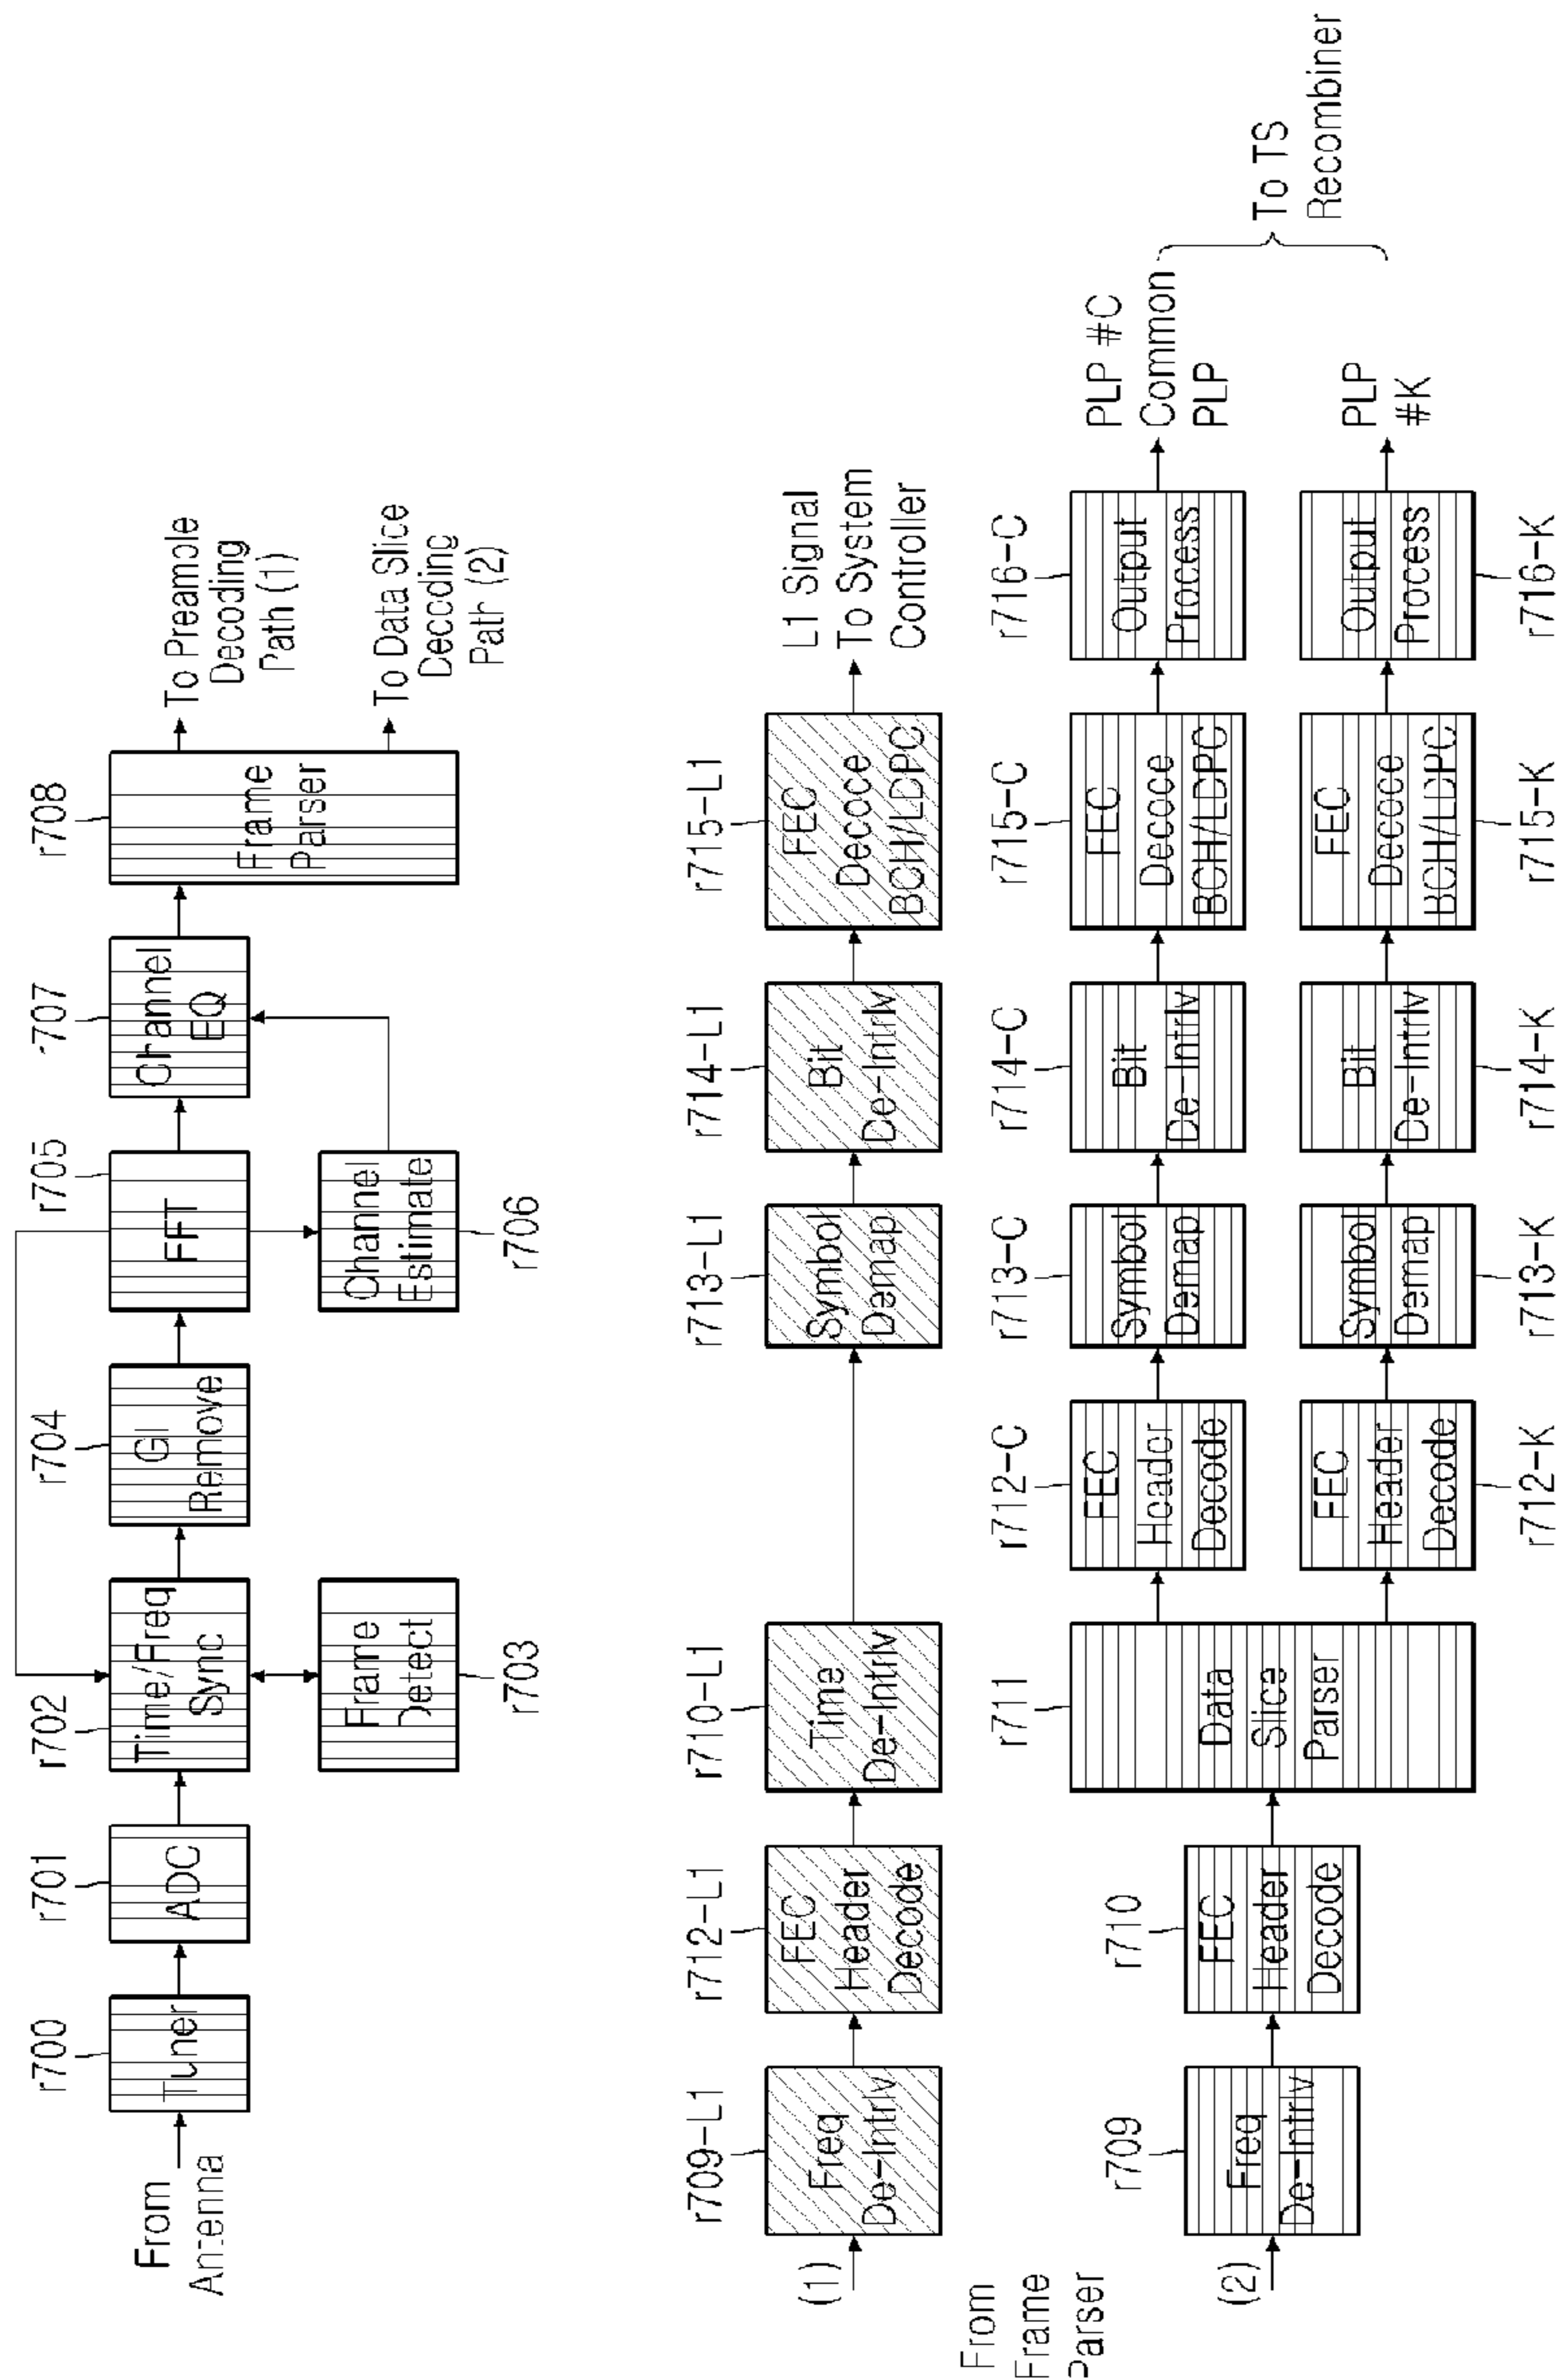 r700
r701
r702
r704
r705
r707
r708
From
Antenna
Tuner
ADC
Time/Freq
Sync
GI
Remove
FFT
Channel
EQ
Frame
Parser
To Preamble
Decoding
Path (1)
To Data Slice
Decoding
Path (2)
Frame
Detect
r703
Channel
Estimate
r706
r709-L1
r712-L1
r710-L1
r713-L1
r714-L1
r715-L1
(1)
Freq
De-Intrlv
FEC
Header
Decode
Time
De-Intrlv
Symbol
Demap
Bit
De-Intrlv
FEC
Decoce
BCH/LDPC
L1 Signal
To System
Controller
From
Frame
Parser
r709
r710
r711
r712-C
r713-C
r714-C
r715-C
r716-C
(2)
Freq
De-Intrlv
FEC
Header
Decode
Data
Slice
Parser
FEC
Header
Decode
Symbol
Demap
Bit
De-Intrlv
FEC
Decoce
BCH/LDPC
Output
Process
PLP #C
Common
PLP
To TS
Recombiner
FEC
Header
Decode
Symbol
Demap
Bit
De-Intrlv
FEC
Decoce
BCH/LDPC
Output
Process
PLP
#K
r712-K
r713-K
r714-K
r715-K
r716-K